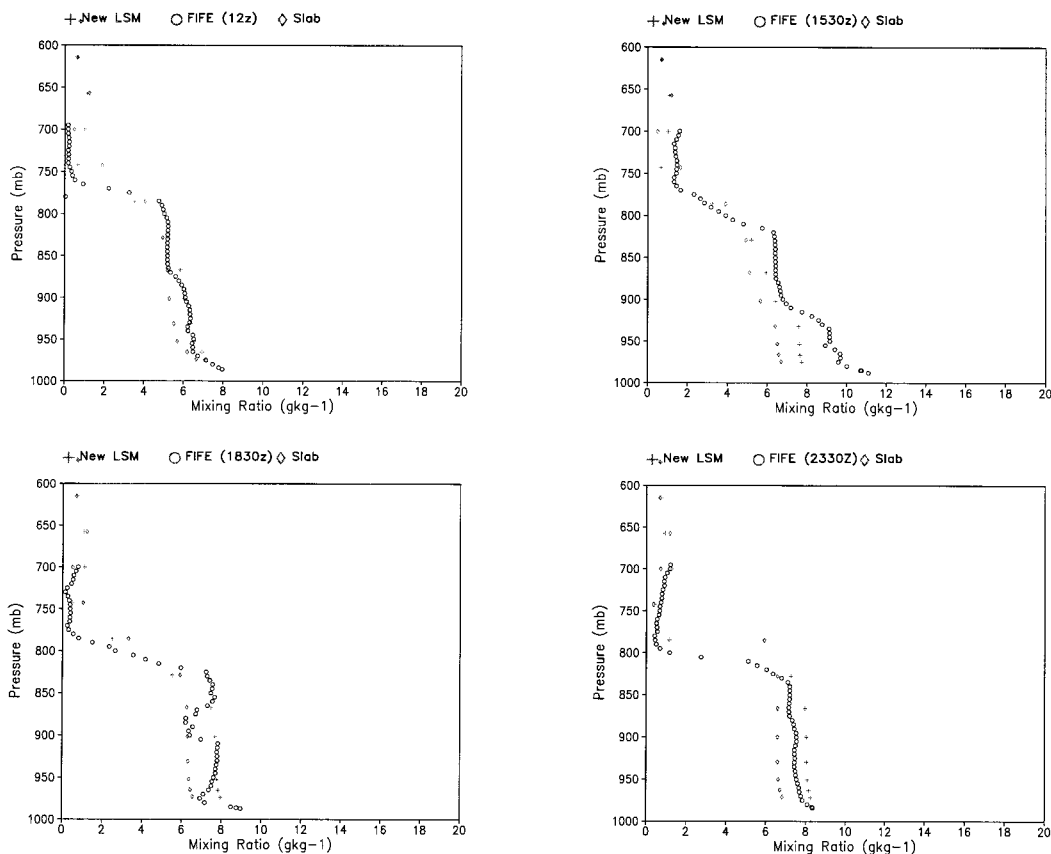 New LSM FIFE (12z) Slab
600
650
700
750
800
850
900
950
1000
Pressure (mb)
0 2 4 6 8 10 12 14 16 18 20
Mixing Ratio (gkg-1)
New LSM FIFE (1530z) Slab
600
650
700
750
800
850
900
950
1000
Pressure (mb)
0 2 4 6 8 10 12 14 16 18 20
Mixing Ratio (gkg-1)
New LSM FIFE (1830z) Slab
600
650
700
750
800
850
900
950
1000
Pressure (mb)
0 2 4 6 8 10 12 14 16 18 20
Mixing Ratio (gkg-1)
New LSM FIFE (2330Z) Slab
600
650
700
750
800
850
900
950
1000
Pressure (mb)
0 2 4 6 8 10 12 14 16 18 20
Mixing Ratio (gkg-1)